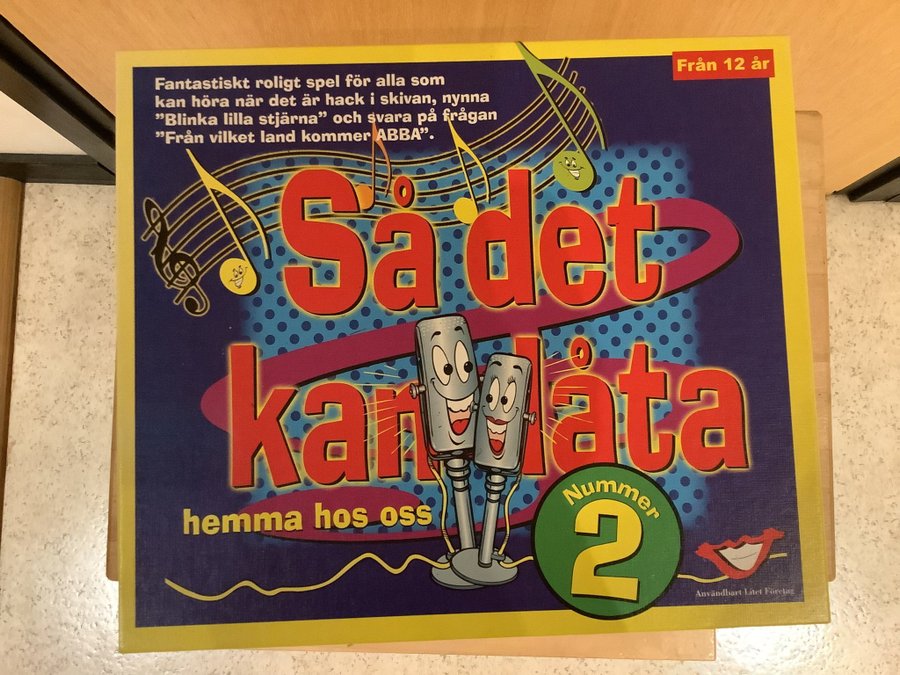 Fantastiskt roligt spel för alla som
kan höra när det är hack i skivan, nynna
"Blinka lilla stjärna" och svara på frågan
"Från vilket land kommer ABBA".
Från 12 år
Så det
kan låta
hemma hos oss
Nummer
2
Användbart Litet Företag